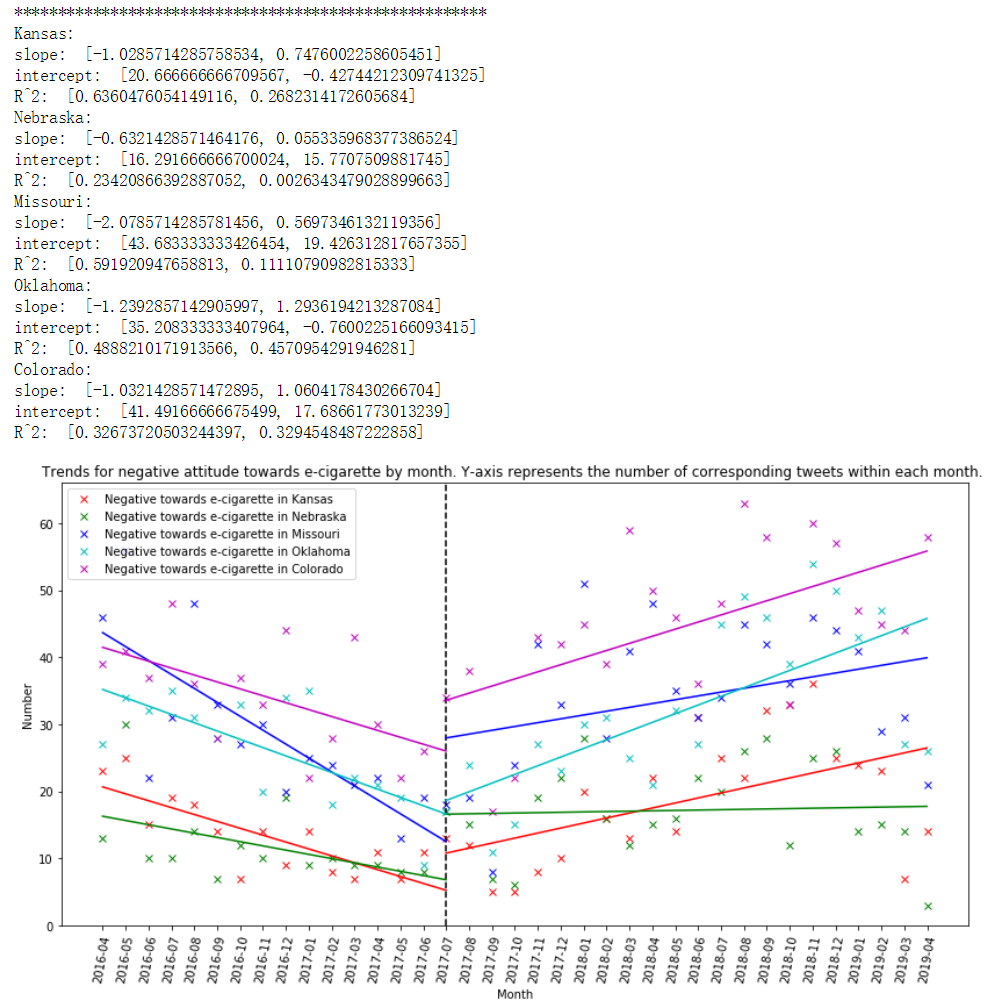 ******************************************************
Kansas:
slope:  [-1.0285714285758534, 0.7476002258605451]
intercept:  [20.666666666709567, -0.42744212309741325]
R^2:  [0.6360476054149116, 0.2682314172605684]
Nebraska:
slope:  [-0.6321428571464176, 0.055335968377386524]
intercept:  [16.291666666700024, 15.7707509881745]
R^2:  [0.23420866392887052, 0.0026343479028899663]
Missouri:
slope:  [-2.0785714285781456, 0.5697346132119356]
intercept:  [43.683333333426454, 19.426312817657355]
R^2:  [0.591920947658813, 0.11110790982815333]
Oklahoma:
slope:  [-1.2392857142905997, 1.2936194213287084]
intercept:  [35.208333333407964, -0.7600225166093415]
R^2:  [0.4888210171913566, 0.4570954291946281]
Colorado:
slope:  [-1.0321428571472895, 1.0604178430266704]
intercept:  [41.49166666675499, 17.68661773013239]
R^2:  [0.32673720503244397, 0.3294548487222858]
Trends for negative attitude towards e-cigarette by month. Y-axis represents the number of corresponding tweets within each month.
Negative towards e-cigarette in Kansas
Negative towards e-cigarette in Nebraska
Negative towards e-cigarette in Missouri
Negative towards e-cigarette in Oklahoma
Negative towards e-cigarette in Colorado
Number
60
50
40
30
20
10
0
2016-04
2016-05
2016-06
2016-07
2016-08
2016-09
2016-10
2016-11
2016-12
2017-01
2017-02
2017-03
2017-04
2017-05
2017-06
2017-07
2017-08
2017-09
2017-10
2017-11
2017-12
2018-01
2018-02
2018-03
2018-04
2018-05
2018-06
2018-07
2018-08
2018-09
2018-10
2018-11
2018-12
2019-01
2019-02
2019-03
2019-04
Month